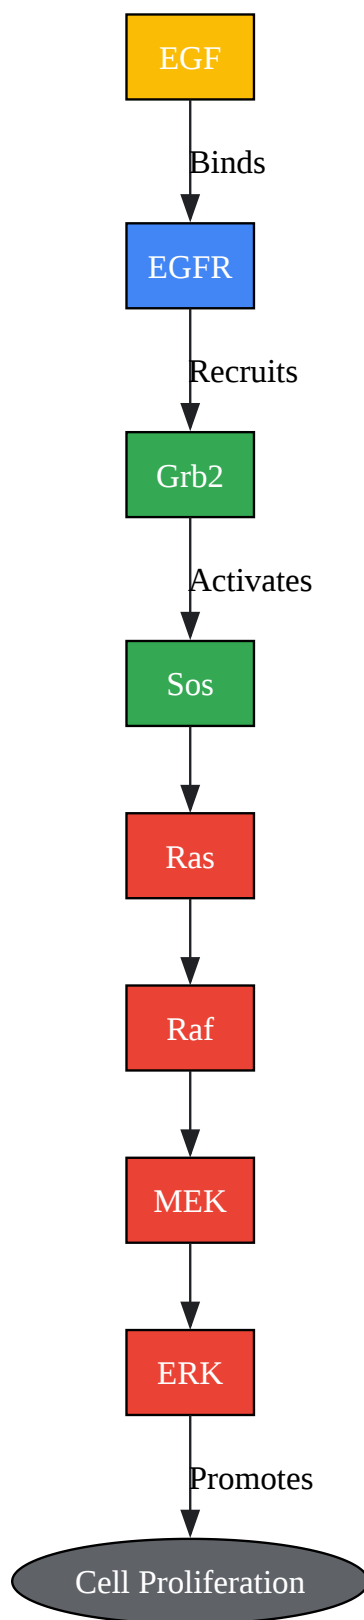 EGF
Binds
EGFR
Recruits
Grb2
Activates
Sos
Ras
Raf
MEK
ERK
Promotes
Cell Proliferation